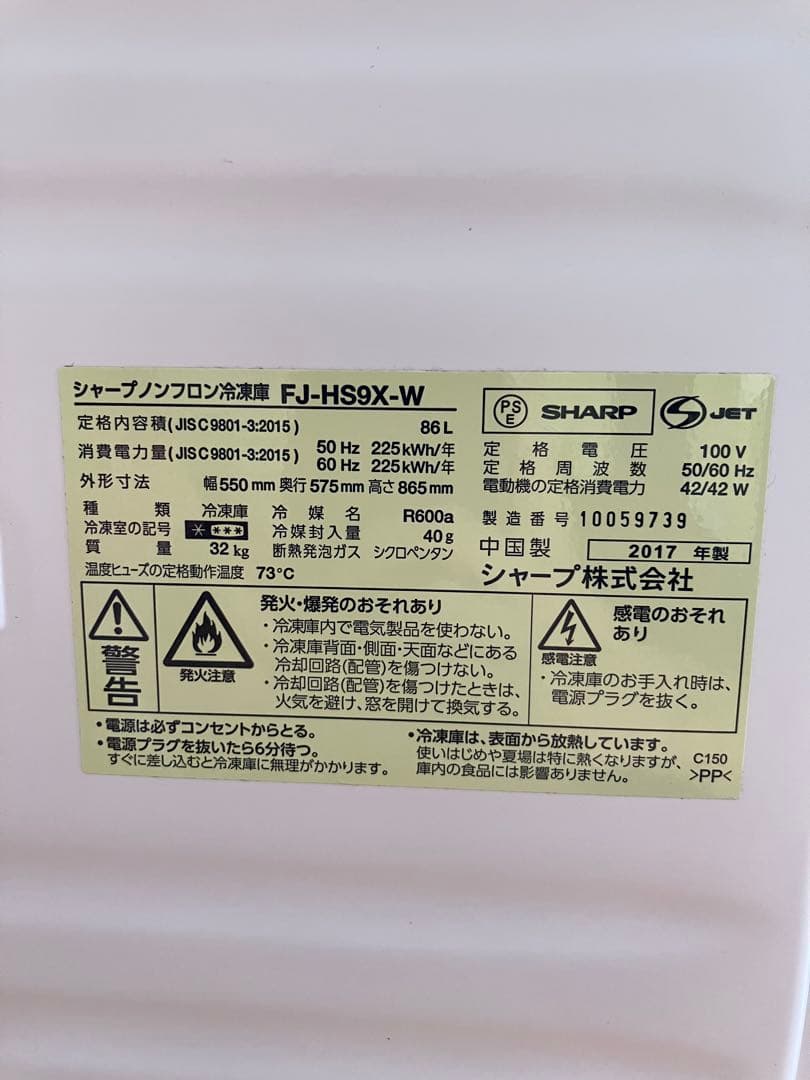 シャープノンフロン冷凍庫 FJ-HS9X-W
定格内容積(JIS C 9801-3:2015) 86 L
消費電力量(JIS C 9801-3:2015) 50 Hz 225 kWh/年
60 Hz 225 kWh/年
外形寸法 幅 550 mm 奥行 575 mm 高さ 865 mm
種類 冷凍庫 冷媒名 R600a
冷凍室の記号 冷媒封入量 40 g
質量 32 kg 断熱発泡ガス シクロペンタン
温度ヒューズの定格動作温度 73℃
PSE SHARP JET
定格電圧 100 V
定格周波数 50/60 Hz
電動機の定格消費電力 42/42 W
製造番号 10059739
中国製 2017 年製
シャープ株式会社
警告
発火注意
発火・爆発のおそれあり
・冷凍庫内で電気製品を使わない。
・冷凍庫背面・側面・天面などにある
冷却回路(配管)を傷つけない。
・冷却回路(配管)を傷つけたときは、
火気を避け、窓を開けて換気する。
感電注意
感電のおそれ
あり
・冷凍庫のお手入れ時は、
電源プラグを抜く。
・電源は必ずコンセントからとる。
・電源プラグを抜いたら6分待つ。
すぐに差し込むと冷凍庫に無理がかかります。
・冷凍庫は、表面から放熱しています。
使いはじめや夏場は特に熱くなりますが、
庫内の食品には影響ありません。
C150
>PP<